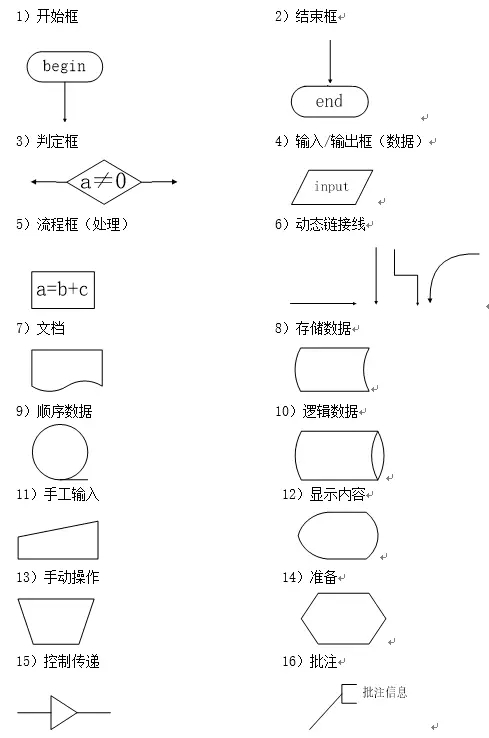 1）开始框
2）结束框
begin
end
3）判定框
4）输入/输出框（数据）
a≠0
input
5）流程框（处理）
6）动态链接线
a=b+c
7）文档
8）存储数据
9）顺序数据
10）逻辑数据
11）手工输入
12）显示内容
13）手动操作
14）准备
15）控制传递
16）批注
批注信息